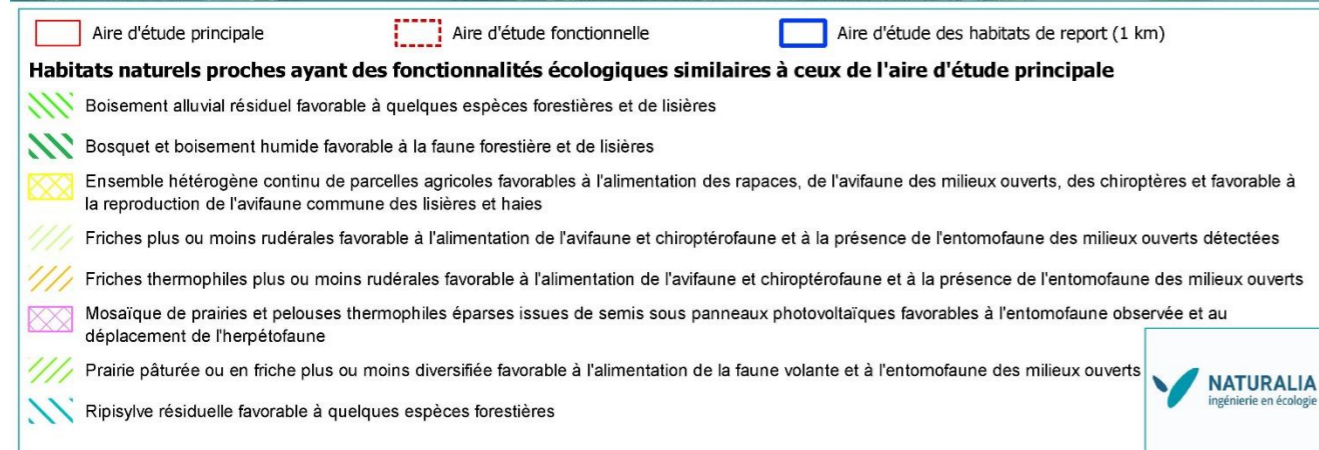 Aire d'étude principale Aire d'étude fonctionnelle Aire d'étude des habitats de report (1 km)
Habitats naturels proches ayant des fonctionnalités écologiques similaires à ceux de l'aire d'étude principale
Boisement alluvial résiduel favorable à quelques espèces forestières et de lisières
Bosquet et boisement humide favorable à la faune forestière et de lisières
Ensemble hétérogène continu de parcelles agricoles favorables à l'alimentation des rapaces, de l'avifaune des milieux ouverts, des chiroptères et favorable à
la reproduction de l'avifaune commune des lisières et haies
Friches plus ou moins rudérales favorable à l'alimentation de l'avifaune et chiroptérofaune et à la présence de l'entomofaune des milieux ouverts détectées
Friches thermophiles plus ou moins rudérales favorable à l'alimentation de l'avifaune et chiroptérofaune et à la présence de l'entomofaune des milieux ouverts
Mosaïque de prairies et pelouses thermophiles éparses issues de semis sous panneaux photovoltaïques favorables à l'entomofaune observée et au
déplacement de l'herpétofaune
Prairie pâturée ou en friche plus ou moins diversifiée favorable à l'alimentation de la faune volante et à l'entomofaune des milieux ouverts
Ripisylve résiduelle favorable à quelques espèces forestières
NATURALIA
ingénierie en écologie